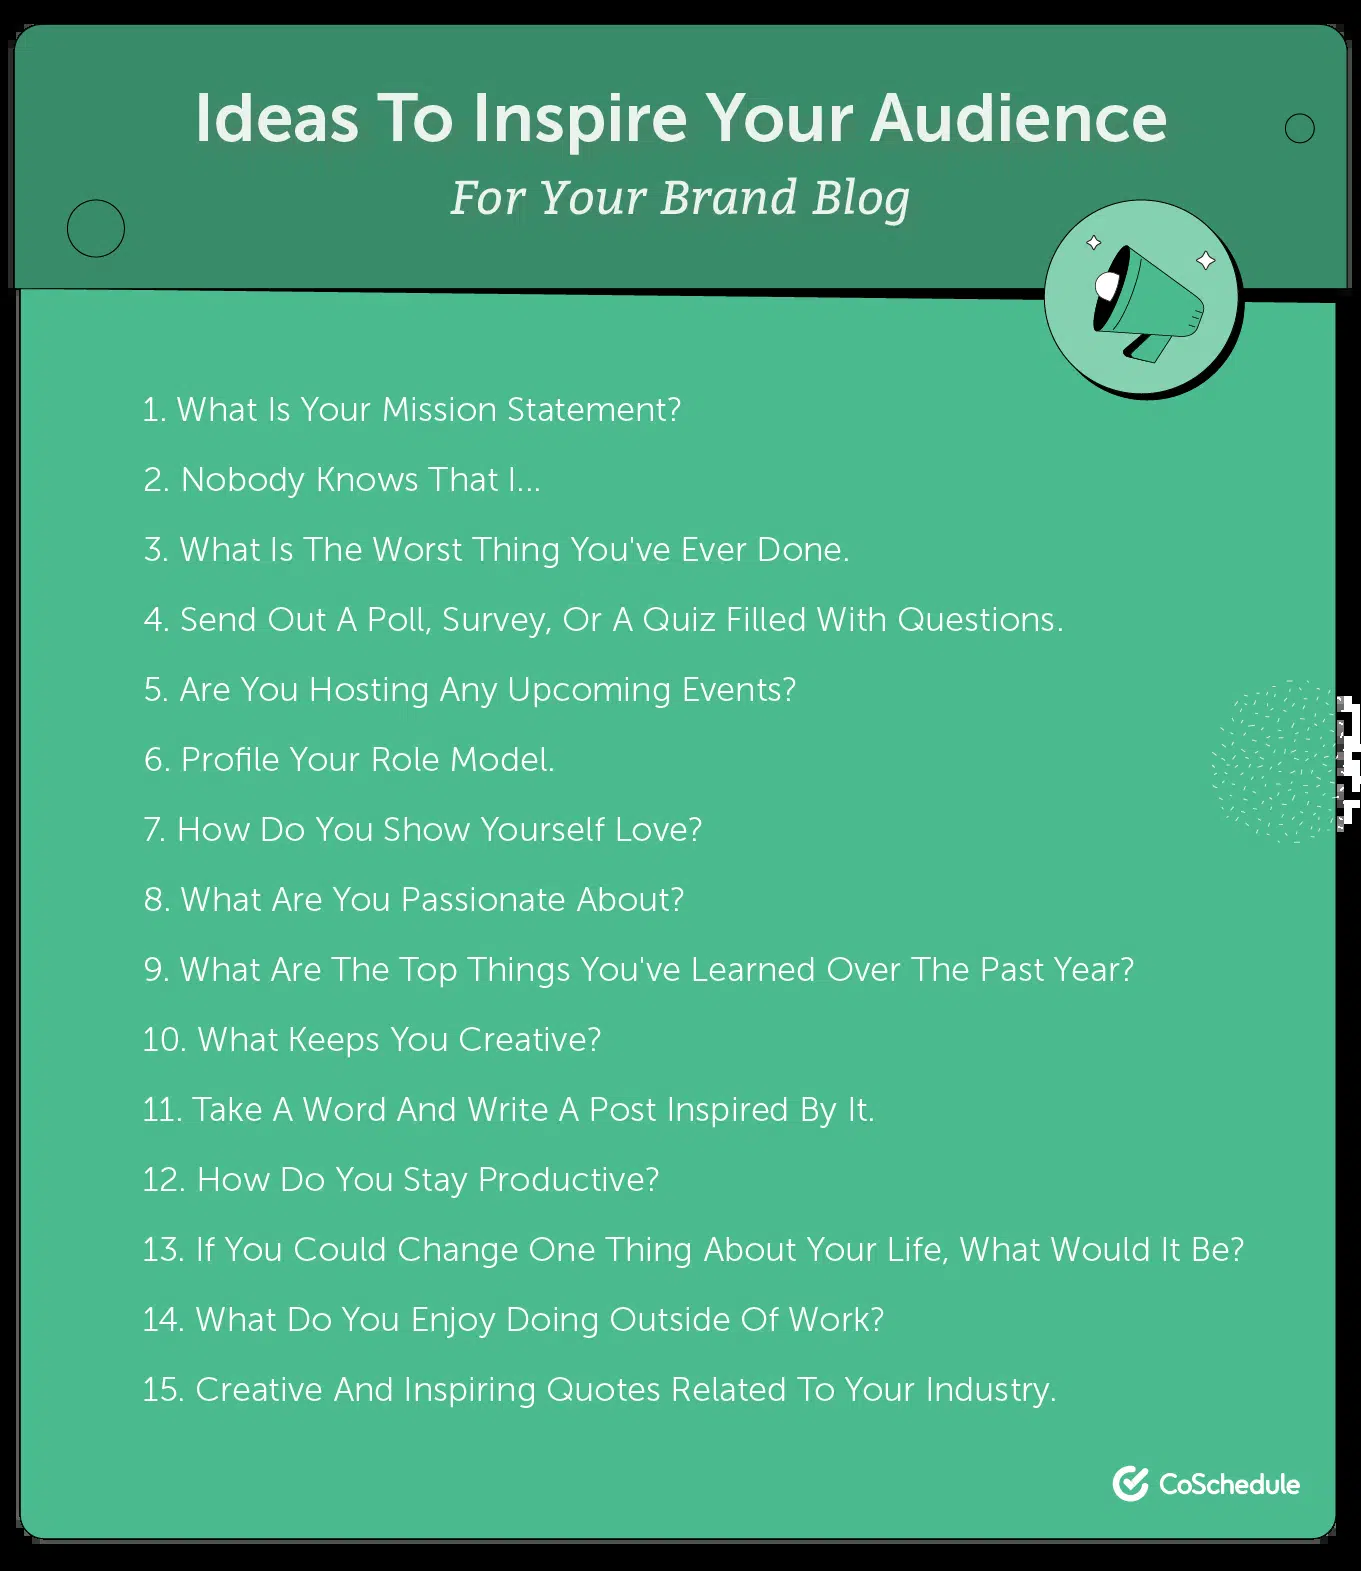 Ideas To Inspire Your Audience
For Your Brand Blog
1. What Is Your Mission Statement?
2. Nobody Knows That I...
3. What Is The Worst Thing You've Ever Done.
4. Send Out A Poll, Survey, Or A Quiz Filled With Questions.
5. Are You Hosting Any Upcoming Events?
6. Profile Your Role Model.
7. How Do You Show Yourself Love?
8. What Are You Passionate About?
9. What Are The Top Things You've Learned Over The Past Year?
10. What Keeps You Creative?
11. Take A Word And Write A Post Inspired By It.
12. How Do You Stay Productive?
13. If You Could Change One Thing About Your Life, What Would It Be?
14. What Do You Enjoy Doing Outside Of Work?
15. Creative And Inspiring Quotes Related To Your Industry.
CoSchedule